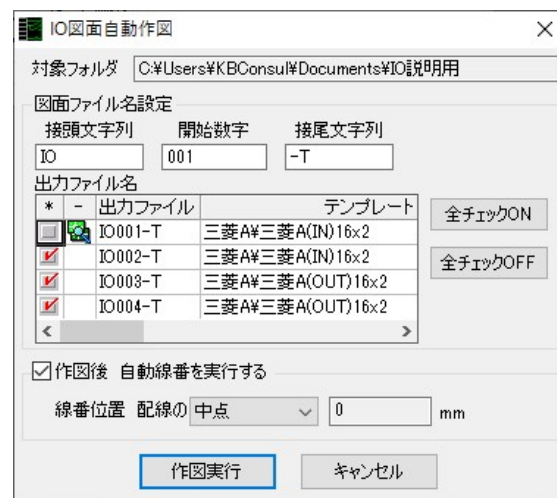 IO図面自動作図
対象フォルダ C:¥Users¥KBConsul¥Documents¥IO説明用
図面ファイル名設定
接頭文字列 開始数字 接尾文字列
IO 001 -T
出力ファイル名
* - 出力ファイル テンプレート
IO001-T 三菱A¥三菱A(IN)16x2
IO002-T 三菱A¥三菱A(IN)16x2
IO003-T 三菱A¥三菱A(OUT)16x2
IO004-T 三菱A¥三菱A(OUT)16x2
全チェックON
全チェックOFF
作図後 自動線番を実行する
線番位置 配線の 中点 0 mm
作図実行 キャンセル